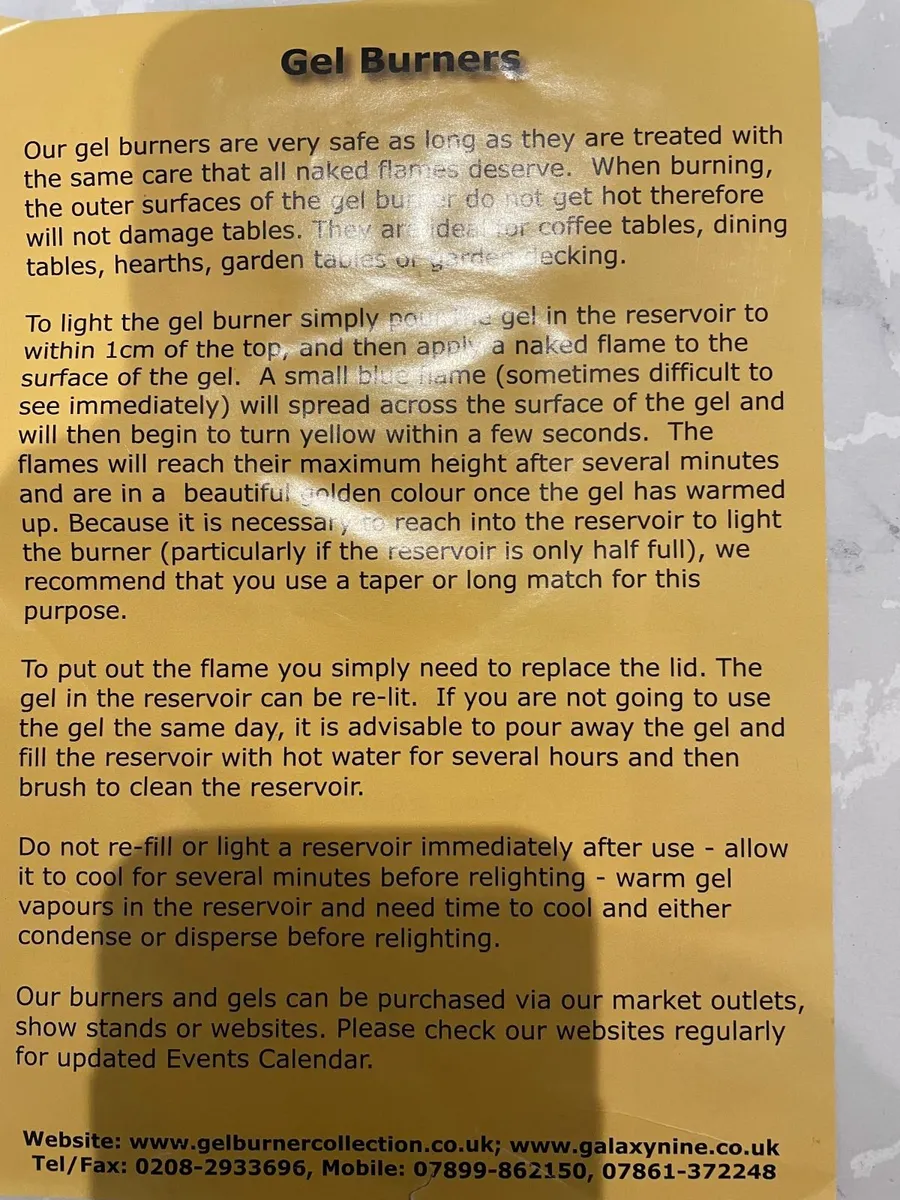 Gel Burners
Our gel burners are very safe as long as they are treated with
the same care that all naked flames deserve.  When burning,
the outer surfaces of the gel burner do not get hot therefore
will not damage tables. They are ideal for coffee tables, dining
tables, hearths, garden tables or garden decking.
To light the gel burner simply pour the gel in the reservoir to
within 1cm of the top, and then apply a naked flame to the
surface of the gel.  A small blue flame (sometimes difficult to
see immediately) will spread across the surface of the gel and
will then begin to turn yellow within a few seconds.  The
flames will reach their maximum height after several minutes
and are in a  beautiful golden colour once the gel has warmed
up. Because it is necessary to reach into the reservoir to light
the burner (particularly if the reservoir is only half full), we
recommend that you use a taper or long match for this
purpose.
To put out the flame you simply need to replace the lid. The
gel in the reservoir can be re-lit.  If you are not going to use
the gel the same day, it is advisable to pour away the gel and
fill the reservoir with hot water for several hours and then
brush to clean the reservoir.
Do not re-fill or light a reservoir immediately after use - allow
it to cool for several minutes before relighting - warm gel
vapours in the reservoir and need time to cool and either
condense or disperse before relighting.
Our burners and gels can be purchased via our market outlets,
show stands or websites. Please check our websites regularly
for updated Events Calendar.
Website: www.gelburnercollection.co.uk; www.galaxynine.co.uk
Tel/Fax: 0208-2933696, Mobile: 07899-862150, 07861-372248